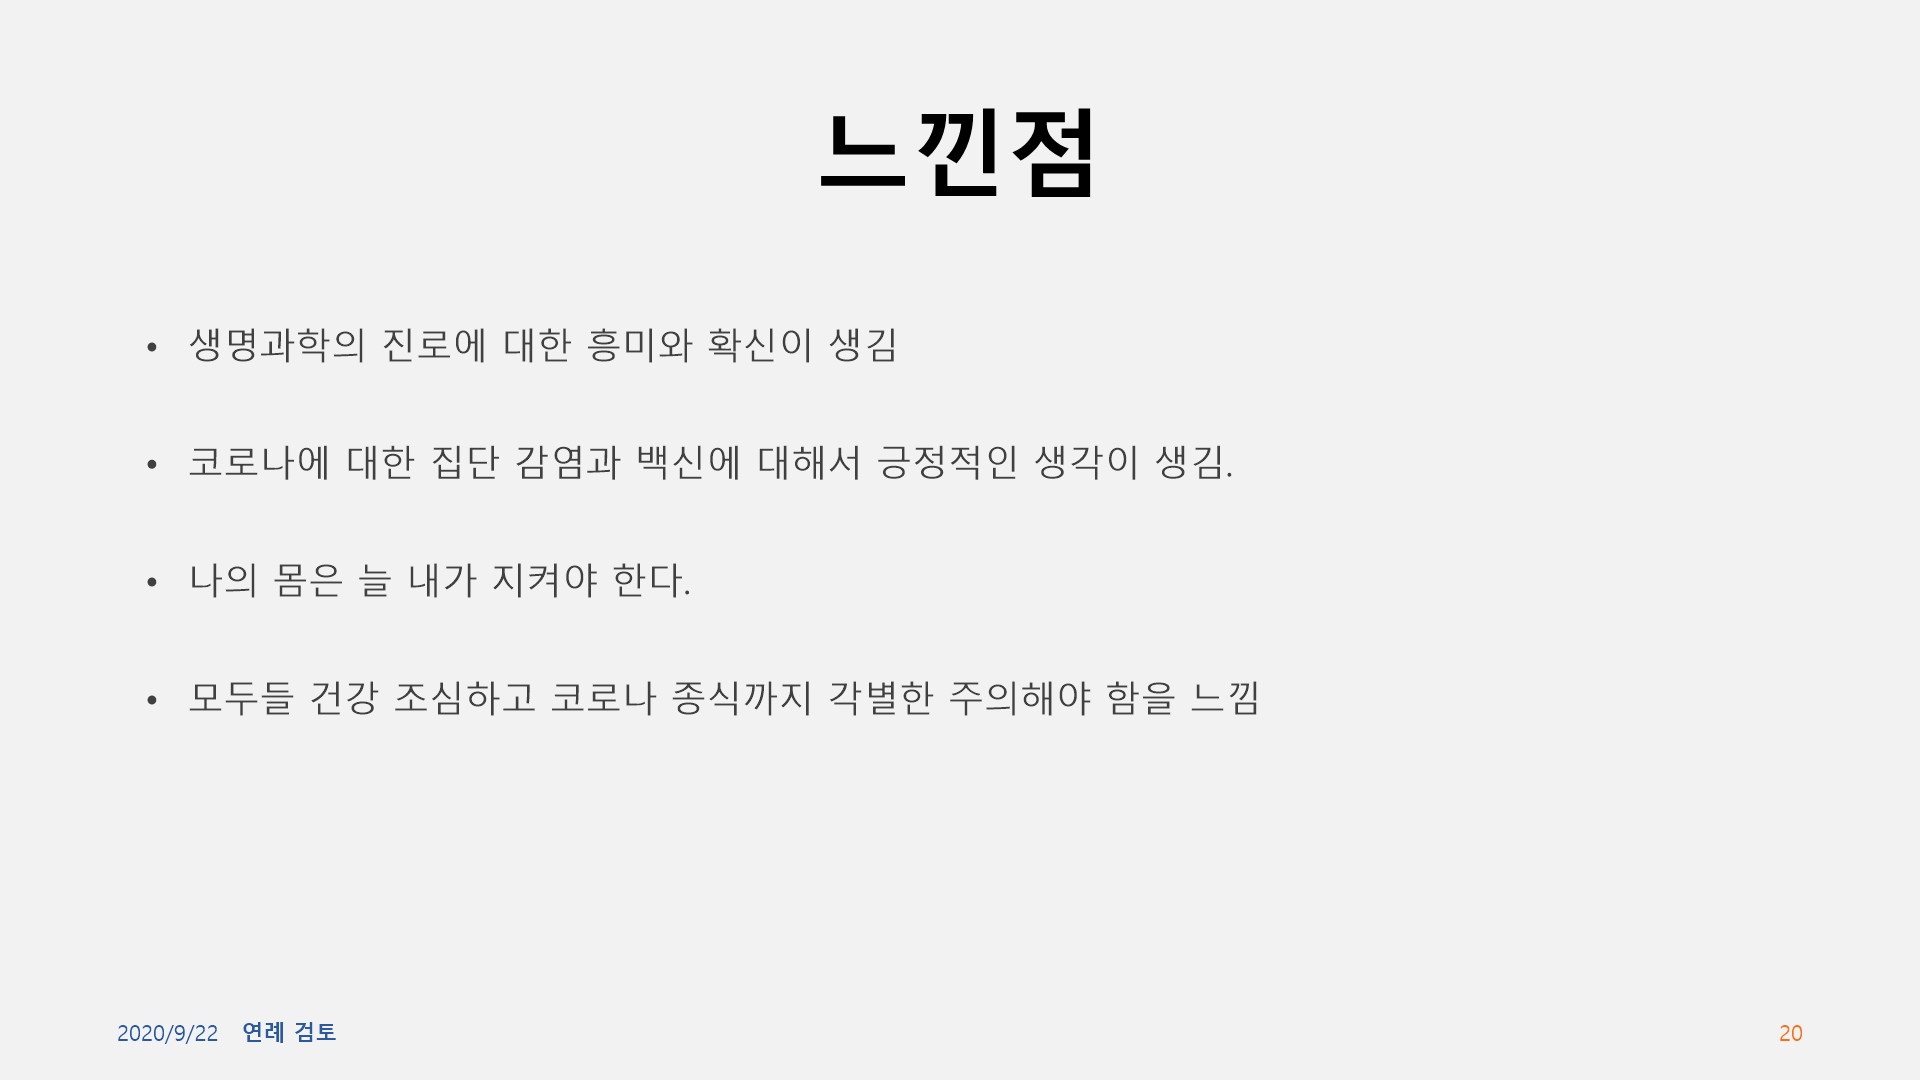 느낀점
• 생명과학의 진로에 대한 흥미와 확신이 생김
• 코로나에 대한 집단 감염과 백신에 대해서 긍정적인 생각이 생김.
• 나의 몸은 늘 내가 지켜야 한다.
• 모두들 건강 조심하고 코로나 종식까지 각별한 주의해야 함을 느낌
2020/9/22 연례 검토
20